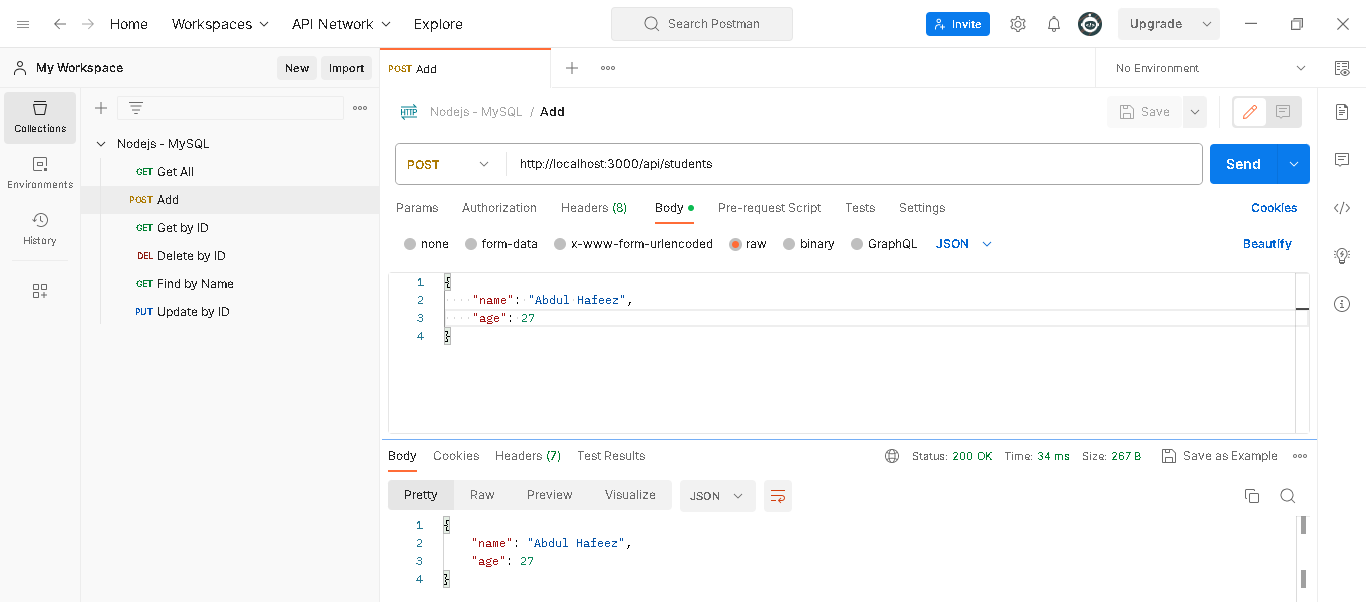 Home Workspaces API Network Explore Search Postman Invite Upgrade
My Workspace New Import POST Add No Environment
Collections
Environments
History
Nodejs - MySQL
GET Get All
POST Add
GET Get by ID
DEL Delete by ID
GET Find by Name
PUT Update by ID
HTTP Nodejs - MySQL / Add Save
POST http://localhost:3000/api/students Send
Params Authorization Headers (8) Body Pre-request Script Tests Settings Cookies
none form-data x-www-form-urlencoded raw binary GraphQL JSON Beautify
1 {
2 "name": "Abdul Hafeez",
3 "age": 27
4 }
Body Cookies Headers (7) Test Results Status: 200 OK Time: 34 ms Size: 267 B Save as Example
Pretty Raw Preview Visualize JSON
1 {
2 "name": "Abdul Hafeez",
3 "age": 27
4 }